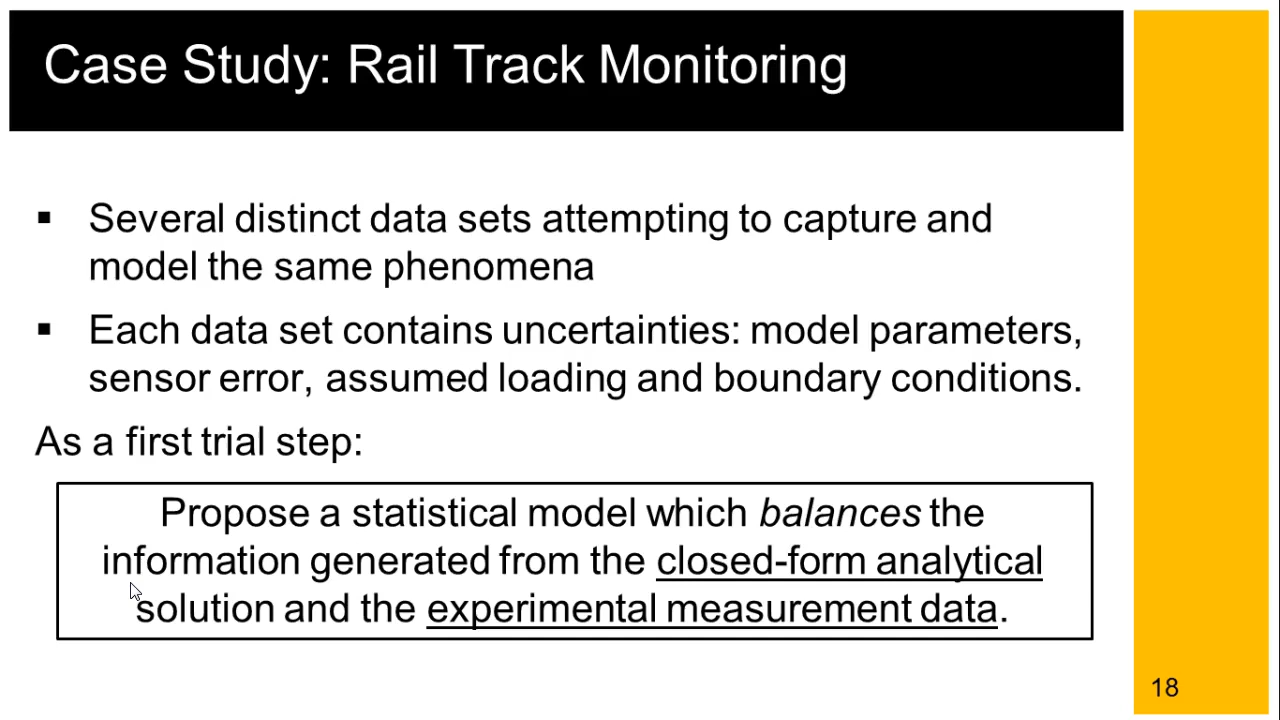 Case Study: Rail Track Monitoring
▪ Several distinct data sets attempting to capture and
model the same phenomena
▪ Each data set contains uncertainties: model parameters,
sensor error, assumed loading and boundary conditions.
As a first trial step:
Propose a statistical model which balances the
information generated from the closed-form analytical
solution and the experimental measurement data.
18